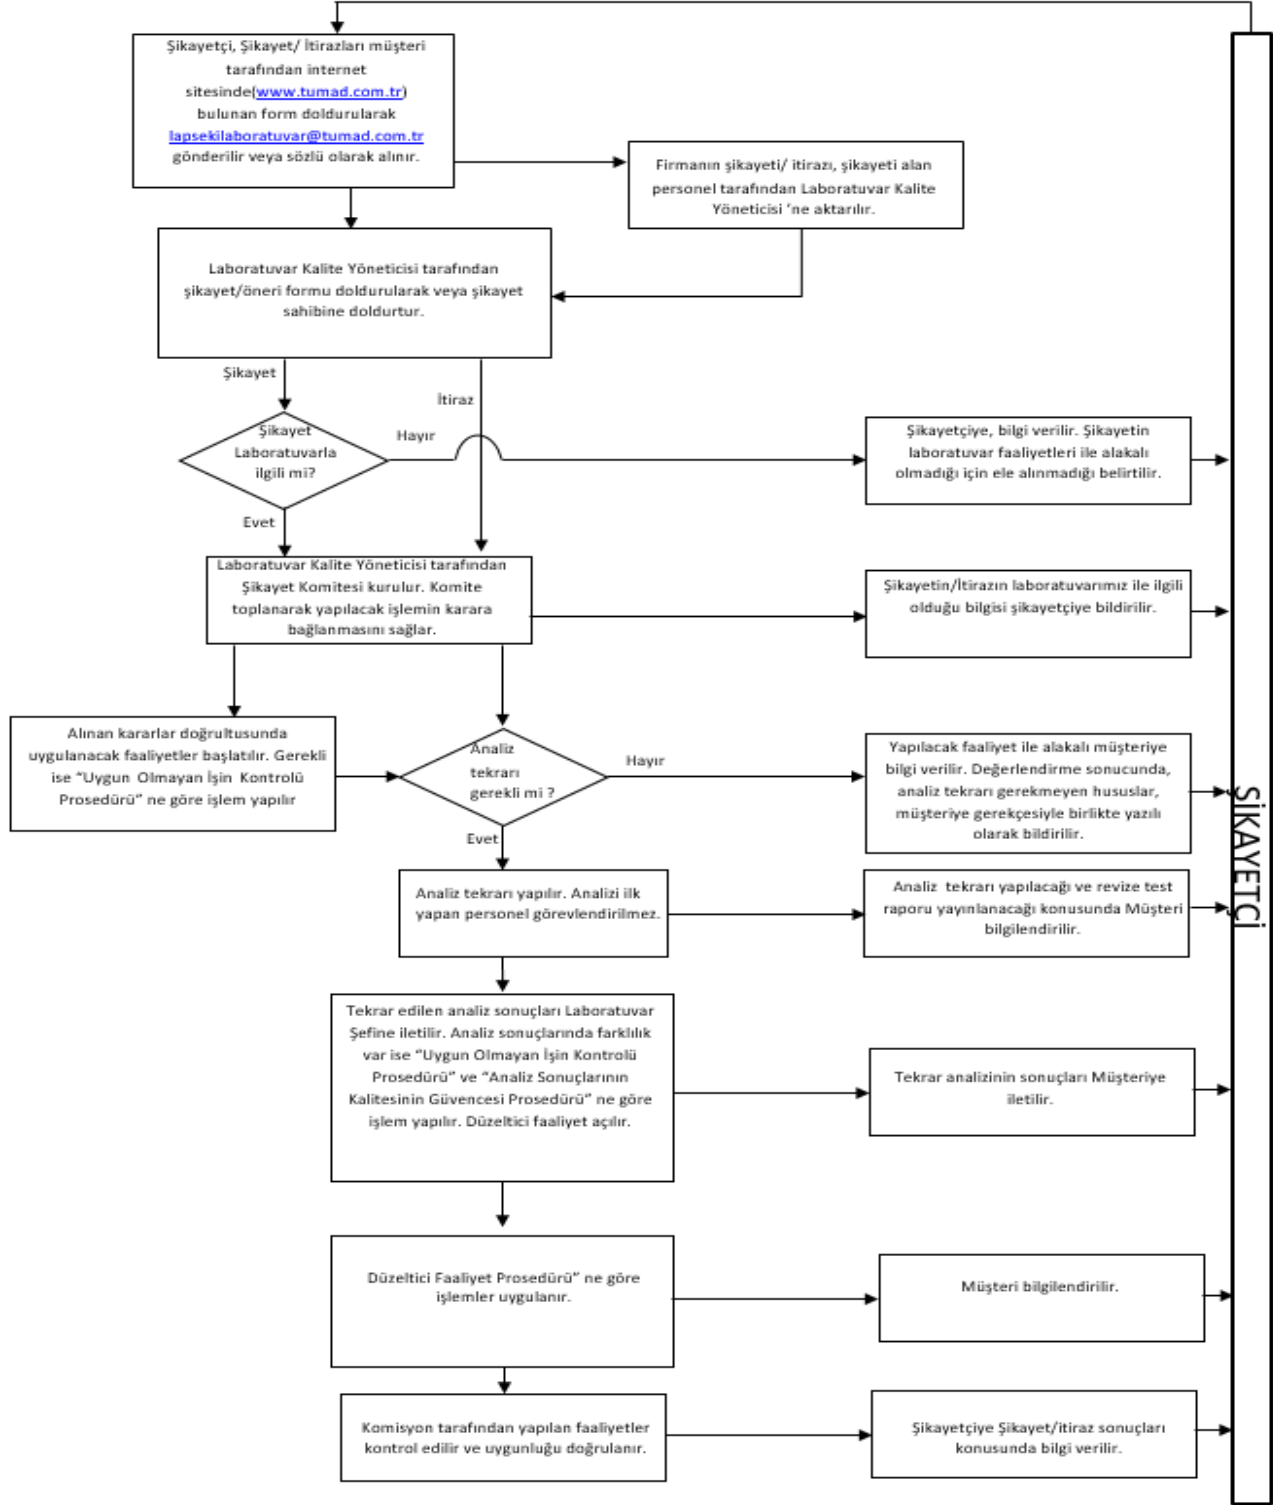 Şikayetçi, Şikayet/ İtirazları müşteri
tarafından internet
sitesinde(www.tumad.com.tr)
bulunan form doldurularak
lapsekilaboratuvar@tumad.com.tr
gönderilir veya sözlü olarak alınır.
Firmanın şikayeti/ itirazı, şikayeti alan
personel tarafından Laboratuvar Kalite
Yöneticisi ‘ne aktarılır.
Laboratuvar Kalite Yöneticisi tarafından
şikayet/öneri formu doldurularak veya şikayet
sahibine doldurtur.
Şikayet
İtiraz
Şikayet
Laboratuvarla
ilgili mi?
Hayır
Şikayetçiye, bilgi verilir. Şikayetin
laboratuvar faaliyetleri ile alakalı
olmadığı için ele alınmadığı belirtilir.
Evet
Laboratuvar Kalite Yöneticisi tarafından
Şikayet Komitesi kurulur. Komite
toplanarak yapılacak işlemin karara
bağlanmasını sağlar.
Şikayetin/İtirazın laboratuvarımız ile ilgili
olduğu bilgisi şikayetçiye bildirilir.
Alınan kararlar doğrultusunda
uygulanacak faaliyetler başlatılır. Gerekli
ise “Uygun Olmayan İşin Kontrolü
Prosedürü” ne göre işlem yapılır
Analiz
tekrarı
gerekli mi ?
Hayır
Yapılacak faaliyet ile alakalı müşteriye
bilgi verilir. Değerlendirme sonucunda,
analiz tekrarı gerekmeyen hususlar,
müşteriye gerekçesiyle birlikte yazılı
olarak bildirilir.
ŞİKAYETÇİ
Evet
Analiz tekrarı yapılır. Analizi ilk
yapan personel görevlendirilmez.
Analiz tekrarı yapılacağı ve revize test
raporu yayınlanacağı konusunda Müşteri
bilgilendirilir.
Tekrar edilen analiz sonuçları Laboratuvar
Şefine iletilir. Analiz sonuçlarında farklılık
var ise “Uygun Olmayan İşin Kontrolü
Prosedürü” ve “Analiz Sonuçlarının
Kalitesinin Güvencesi Prosedürü” ne göre
işlem yapılır. Düzeltici faaliyet açılır.
Tekrar analizinin sonuçları Müşteriye
iletilir.
Düzeltici Faaliyet Prosedürü” ne göre
işlemler uygulanır.
Müşteri bilgilendirilir.
Komisyon tarafından yapılan faaliyetler
kontrol edilir ve uygunluğu doğrulanır.
Şikayetçiye Şikayet/itiraz sonuçları
konusunda bilgi verilir.